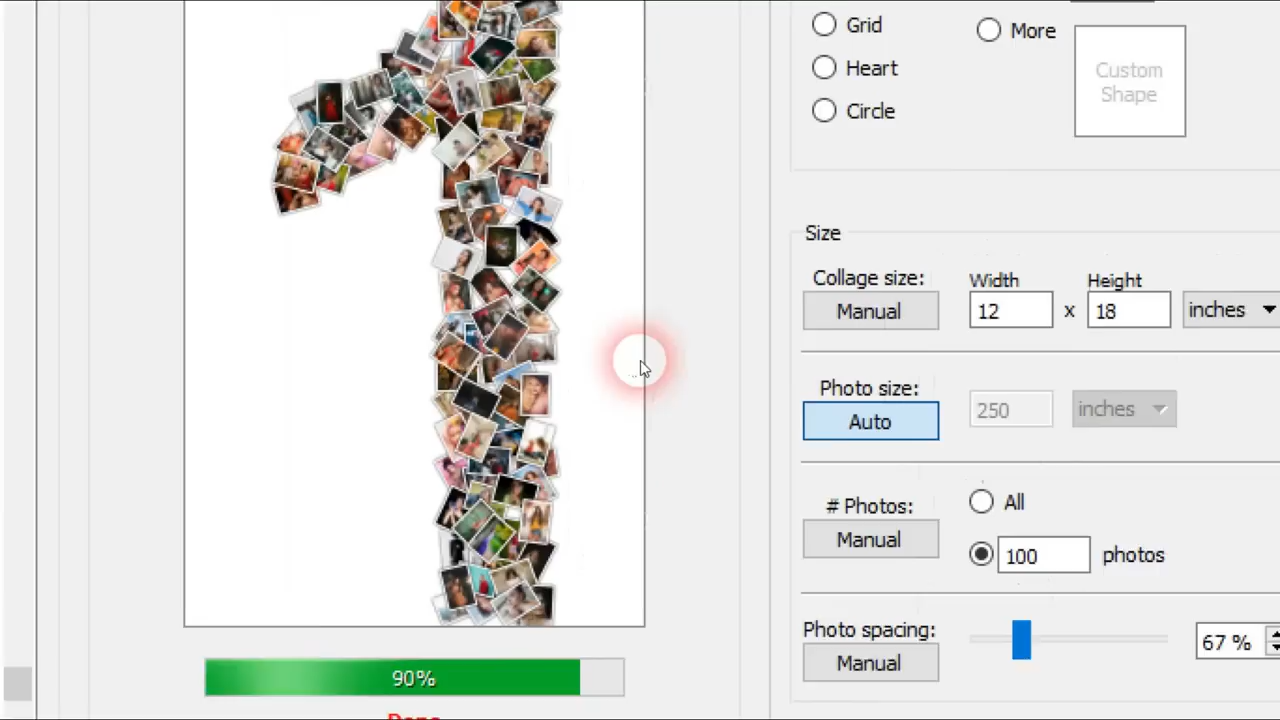 Grid
More
Custom
Shape
Heart
Circle
Size
Collage size:
Width
Height
Manual
12
x
18
inches
Photo size:
Auto
250
inches
# Photos:
All
Manual
100
photos
Photo spacing:
Manual
67 %
90%